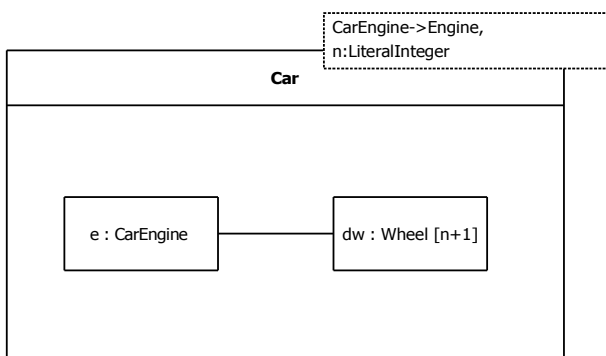 CarEngine->Engine,
n:LiteralInteger
Car
e : CarEngine
dw : Wheel [n+1]